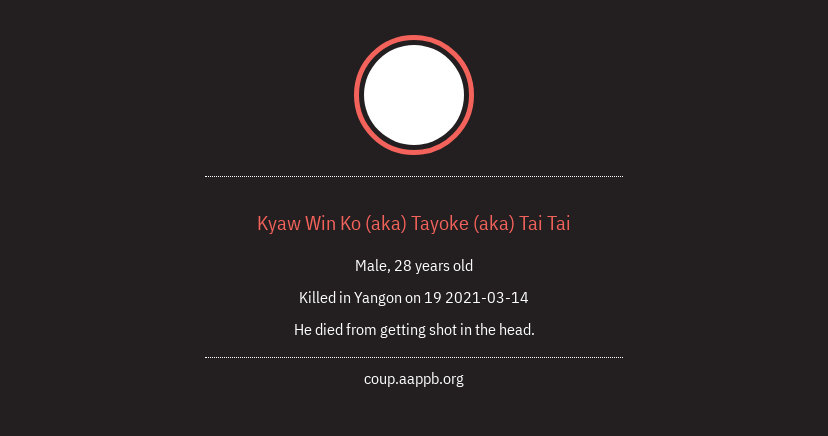 Kyaw Win Ko (aka) Tayoke (aka) Tai Tai
Male, 28 years old
Killed in Yangon on 19 2021-03-14
He died from getting shot in the head.
coup.aappb.org